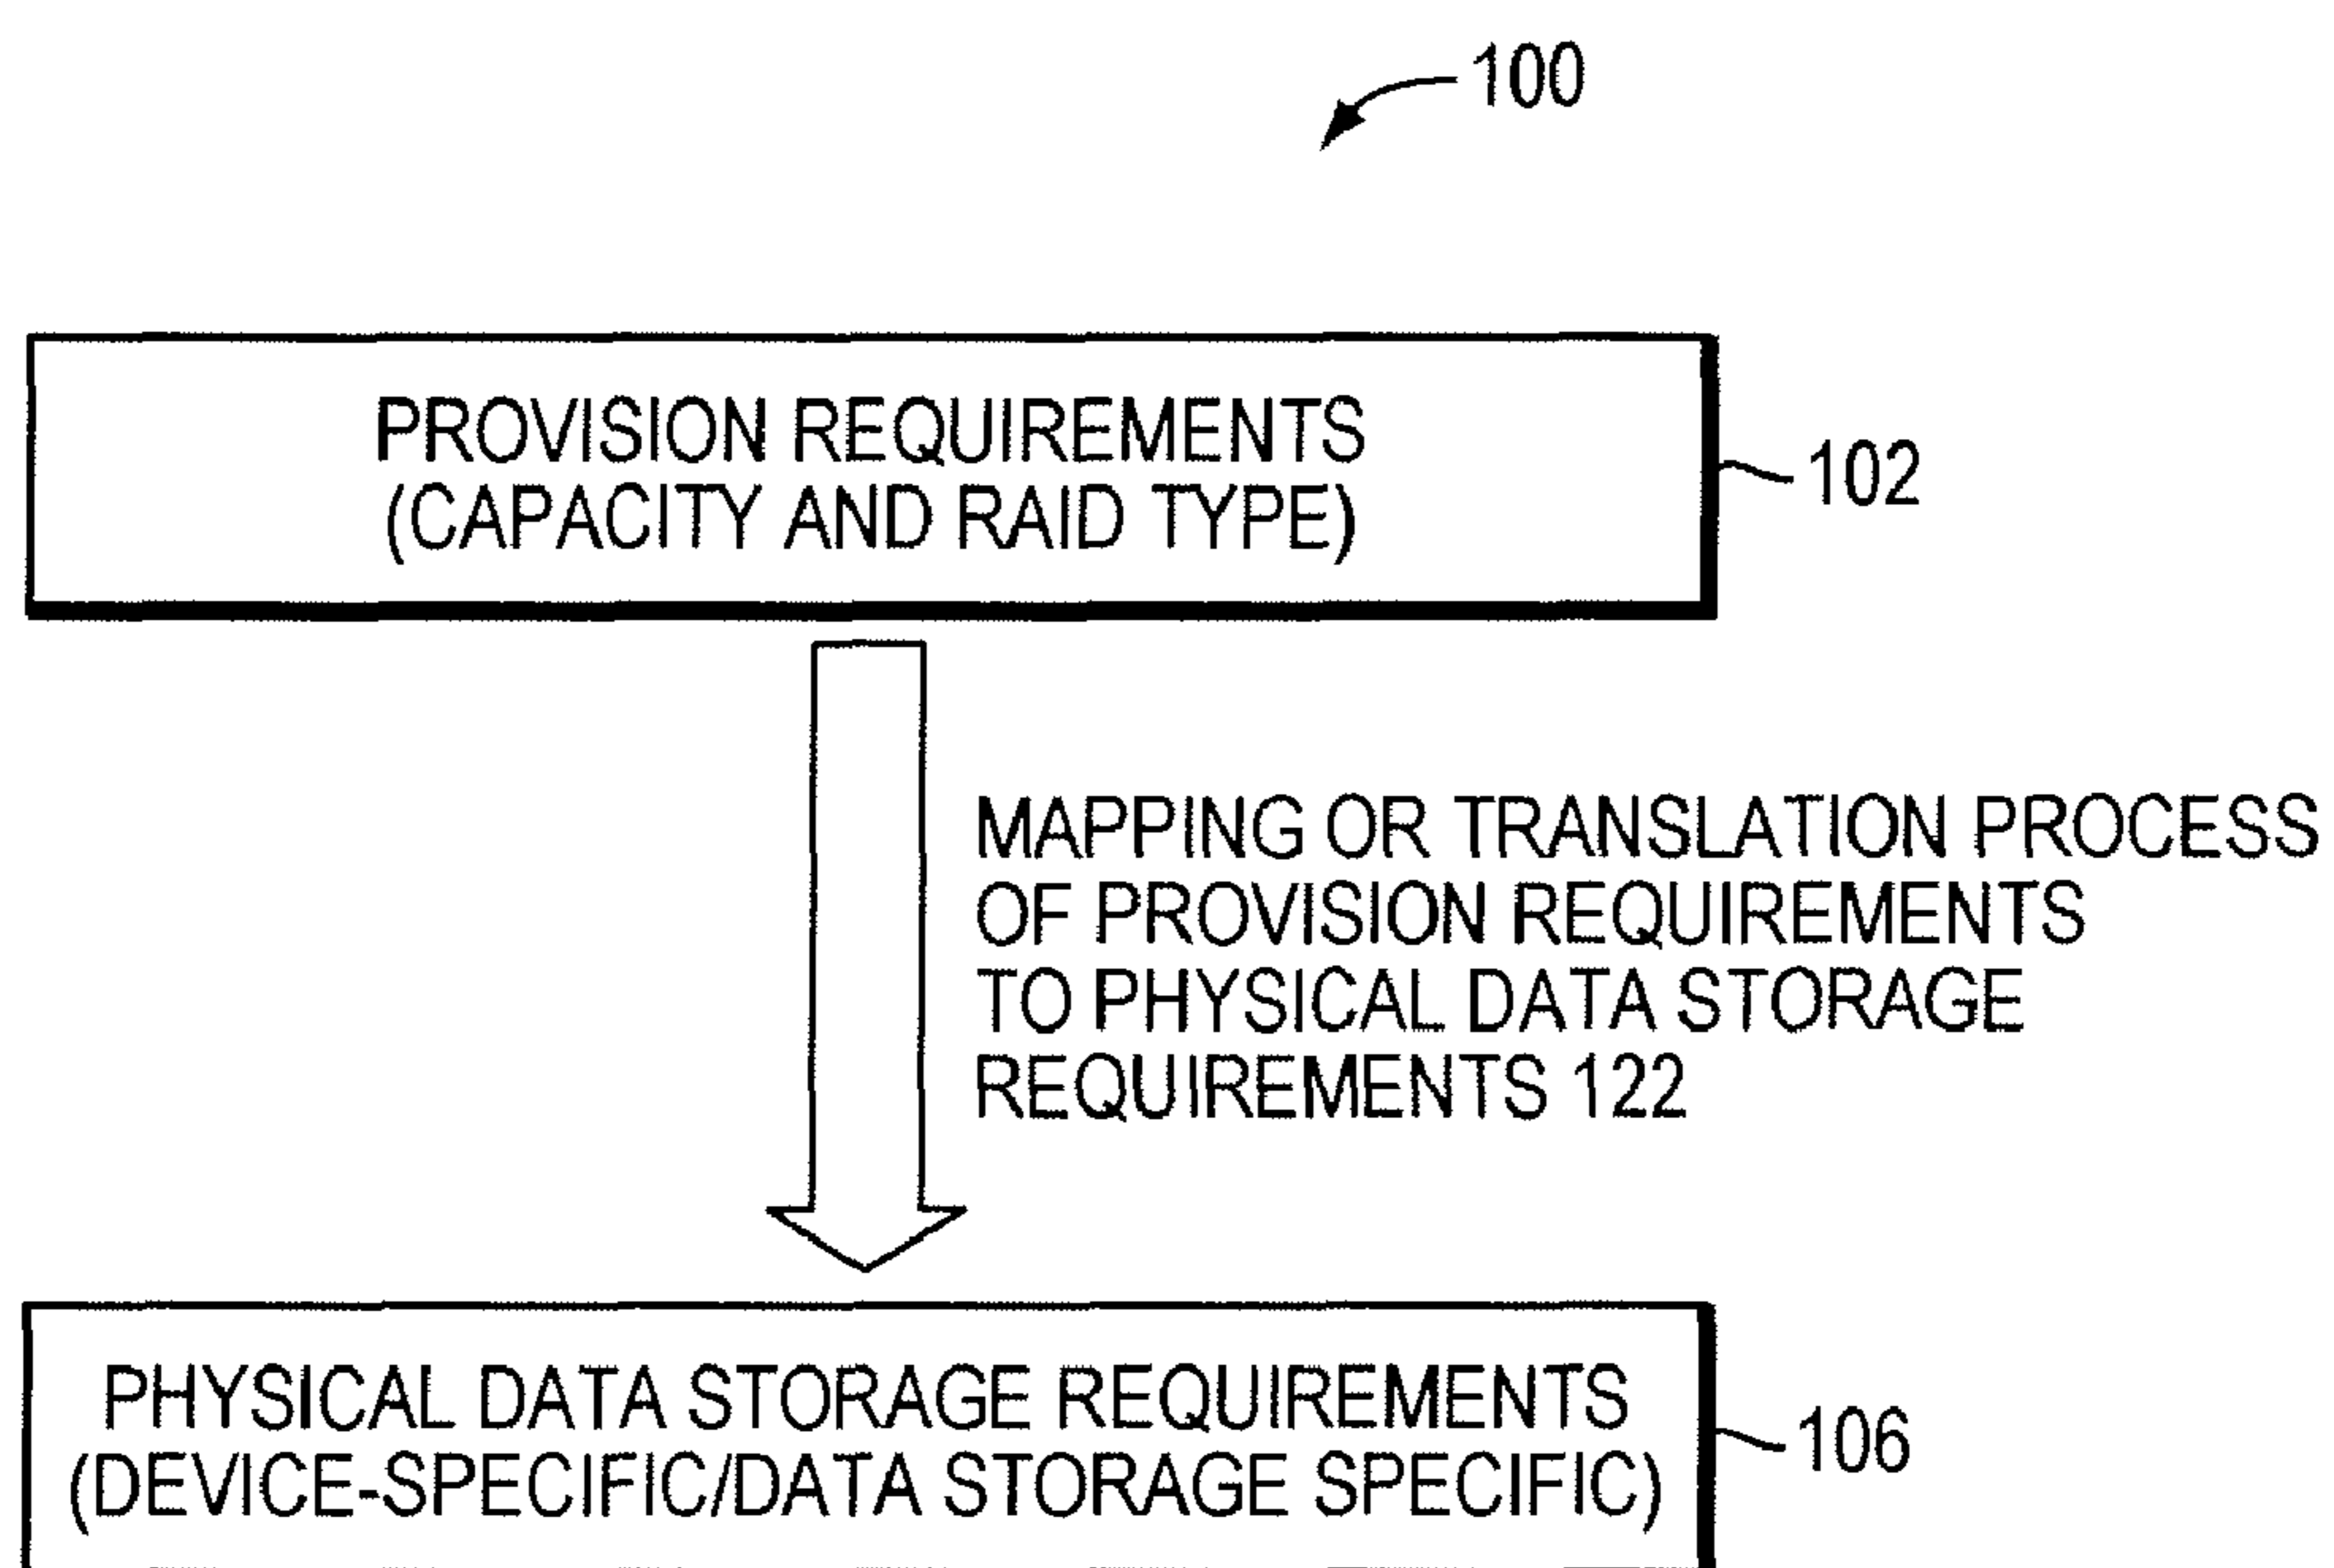 100
PROVISION REQUIREMENTS
(CAPACITY AND RAID TYPE)
102
MAPPING OR TRANSLATION PROCESS
OF PROVISION REQUIREMENTS
TO PHYSICAL DATA STORAGE
REQUIREMENTS 122
PHYSICAL DATA STORAGE REQUIREMENTS
(DEVICE-SPECIFIC/DATA STORAGE SPECIFIC)
106